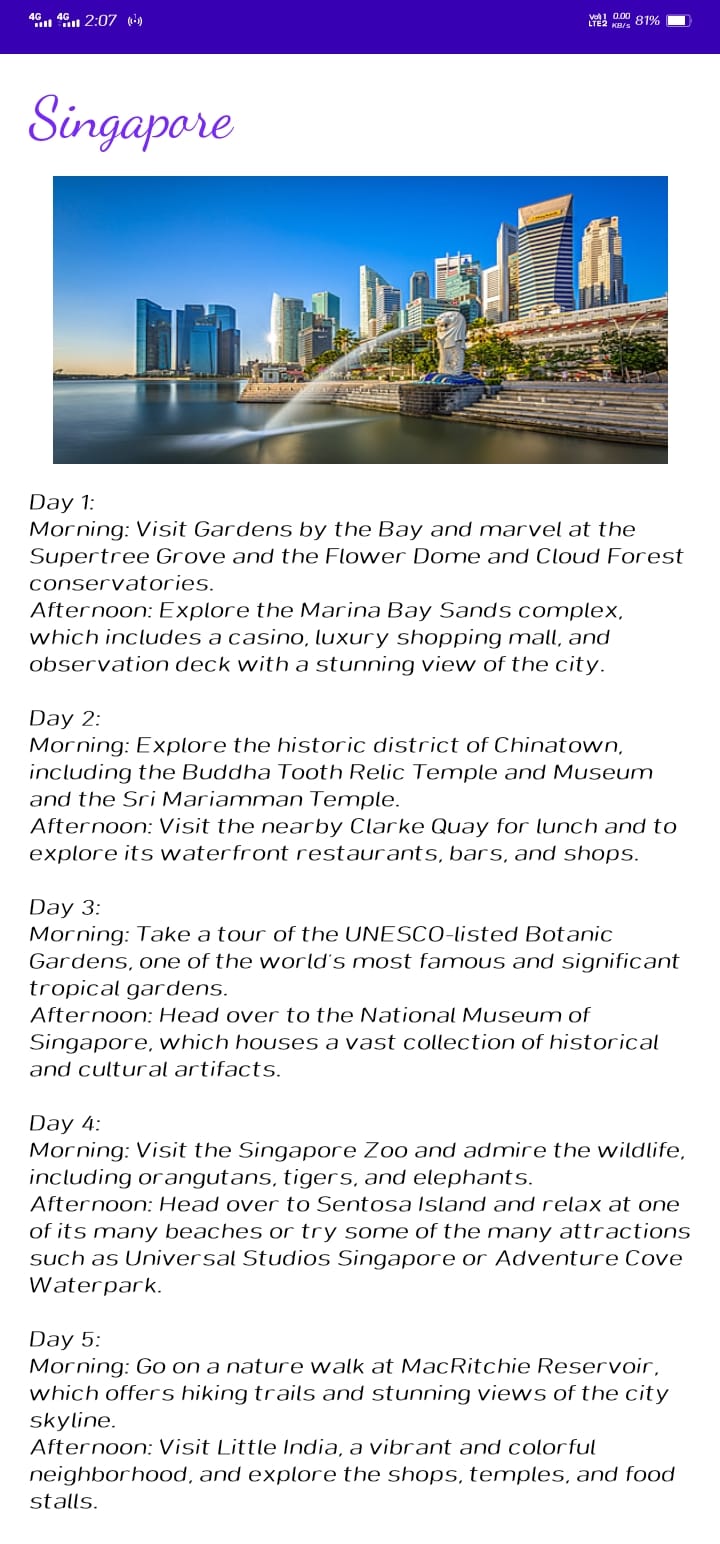 4G 4G 2:07 Vo)) 1 LTE2 0.00 KB/s 81%
Singapore
Maybank
Day 1:
Morning: Visit Gardens by the Bay and marvel at the
Supertree Grove and the Flower Dome and Cloud Forest
conservatories.
Afternoon: Explore the Marina Bay Sands complex,
which includes a casino, luxury shopping mall, and
observation deck with a stunning view of the city.
Day 2:
Morning: Explore the historic district of Chinatown,
including the Buddha Tooth Relic Temple and Museum
and the Sri Mariamman Temple.
Afternoon: Visit the nearby Clarke Quay for lunch and to
explore its waterfront restaurants, bars, and shops.
Day 3:
Morning: Take a tour of the UNESCO-listed Botanic
Gardens, one of the world's most famous and significant
tropical gardens.
Afternoon: Head over to the National Museum of
Singapore, which houses a vast collection of historical
and cultural artifacts.
Day 4:
Morning: Visit the Singapore Zoo and admire the wildlife,
including orangutans, tigers, and elephants.
Afternoon: Head over to Sentosa Island and relax at one
of its many beaches or try some of the many attractions
such as Universal Studios Singapore or Adventure Cove
Waterpark.
Day 5:
Morning: Go on a nature walk at MacRitchie Reservoir,
which offers hiking trails and stunning views of the city
skyline.
Afternoon: Visit Little India, a vibrant and colorful
neighborhood, and explore the shops, temples, and food
stalls.